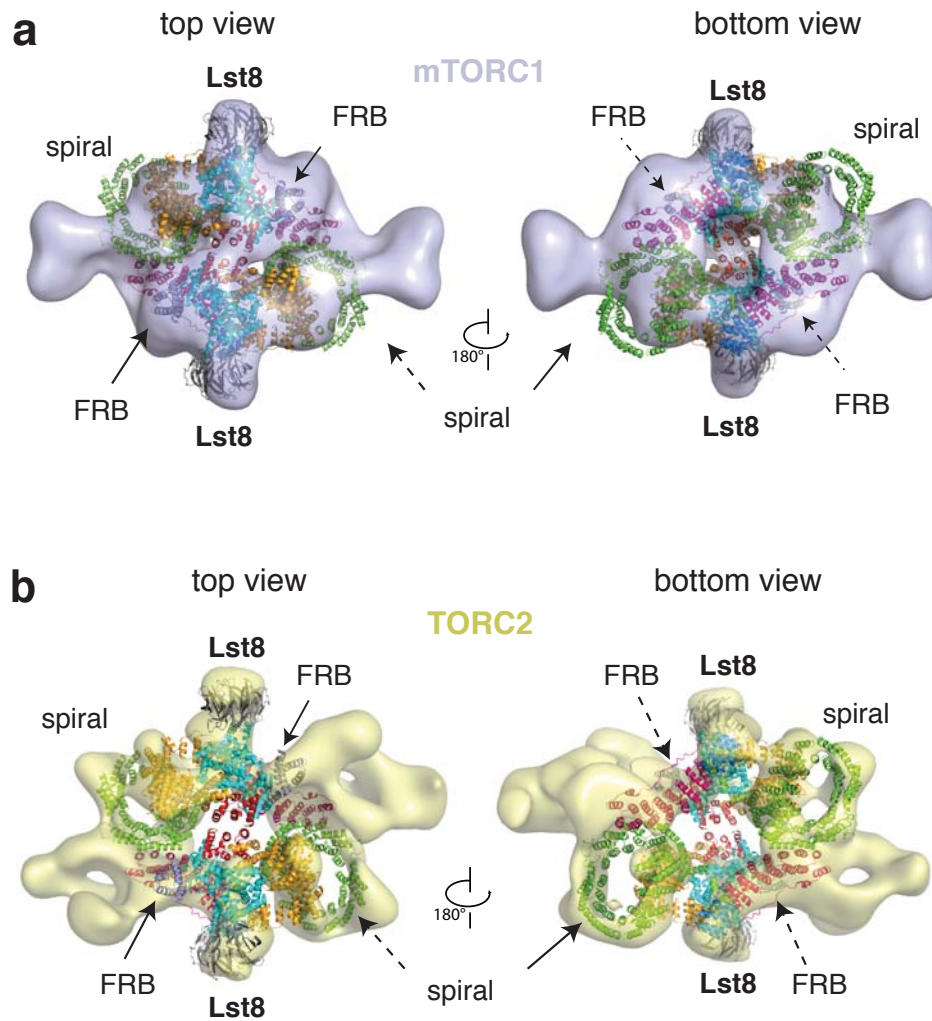 a
top view
bottom view
mTORC1
Lst8
Lst8
FRB
FRB
spiral
spiral
180°
FRB
spiral
FRB
Lst8
Lst8
b
top view
bottom view
TORC2
Lst8
Lst8
FRB
FRB
spiral
spiral
180°
FRB
spiral
FRB
Lst8
Lst8